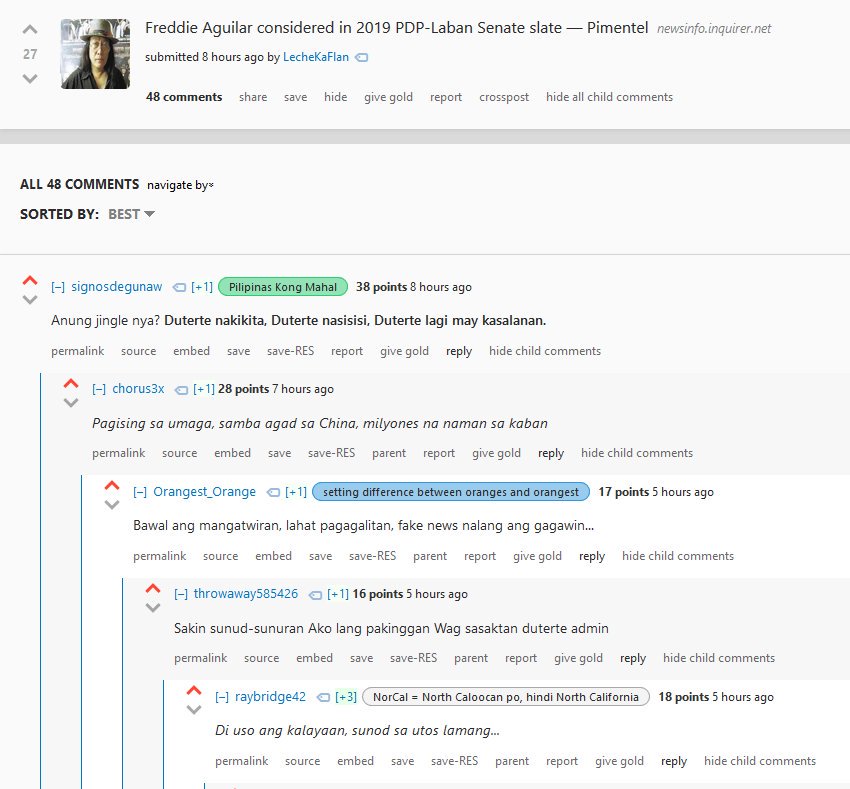 Freddie Aguilar considered in 2019 PDP-Laban Senate slate — Pimentel newsinfo.inquirer.net
27
submitted 8 hours ago by LecheKaFlan
48 comments share save hide give gold report crosspost hide all child comments
ALL 48 COMMENTS navigate by
SORTED BY: BEST
[–] signosdegunaw [+1] Pilipinas Kong Mahal 38 points 8 hours ago
Anung jingle nya? Duterte nakikita, Duterte nasisisi, Duterte lagi may kasalanan.
permalink source embed save save-RES report give gold reply hide child comments
[–] chorus3x [+1] 28 points 7 hours ago
Pagising sa umaga, samba agad sa China, milyones na naman sa kaban
permalink source embed save save-RES parent report give gold reply hide child comments
[–] Orangest_Orange [+1] setting difference between oranges and orangest 17 points 5 hours ago
Bawal ang mangatwiran, lahat pagagalitan, fake news nalang ang gagawin...
permalink source embed save save-RES parent report give gold reply hide child comments
[–] throwaway585426 [+1] 16 points 5 hours ago
Sakin sunud-sunuran Ako lang pakinggan Wag sasaktan duterte admin
permalink source embed save save-RES parent report give gold reply hide child comments
[–] raybridge42 [+3] NorCal = North Caloocan po, hindi North California 18 points 5 hours ago
Di uso ang kalayaan, sunod sa utos lamang...
permalink source embed save save-RES parent report give gold reply hide child comments